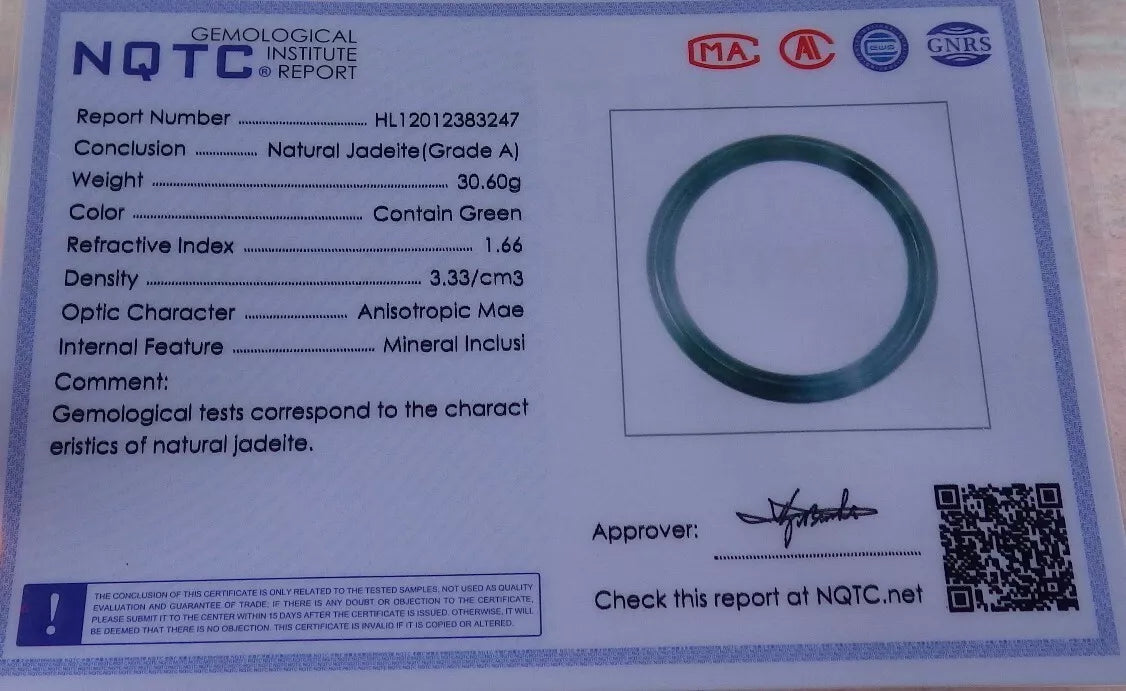 NQTC® GEMOLOGICAL
INSTITUTE
REPORT
MA
AL
CWS
GNRS
Report Number ........................ HL12012383247
Conclusion ............ Natural Jadeite(Grade A)
Weight ........................ 30.60g
Color ........................ Contain Green
Refractive Index ........................ 1.66
Density ........................ 3.33/cm3
Optic Character ........................ Anisotropic Mae
Internal Feature ........................ Mineral Inclusi
Comment:
Gemological tests correspond to the charact
eristics of natural jadeite.
Approver:
Check this report at NQTC.net
!
THE CONCLUSION OF THIS CERTIFICATE IS ONLY RELATED TO THE TESTED SAMPLES, NOT USED AS QUALITY
EVALUATION AND GUARANTEE OF TRADE; IF THERE IS ANY DOUBT OR OBJECTION TO THE CERTIFICATE,
PLEASE SUBMIT IT TO THE CENTER WITHIN 15 DAYS AFTER THE CERTIFICATE IS ISSUED. OTHERWISE, IT WILL
BE DEEMED THAT THERE IS NO OBJECTION. THIS CERTIFICATE IS INVALID IF IT IS COPIED OR ALTERED.